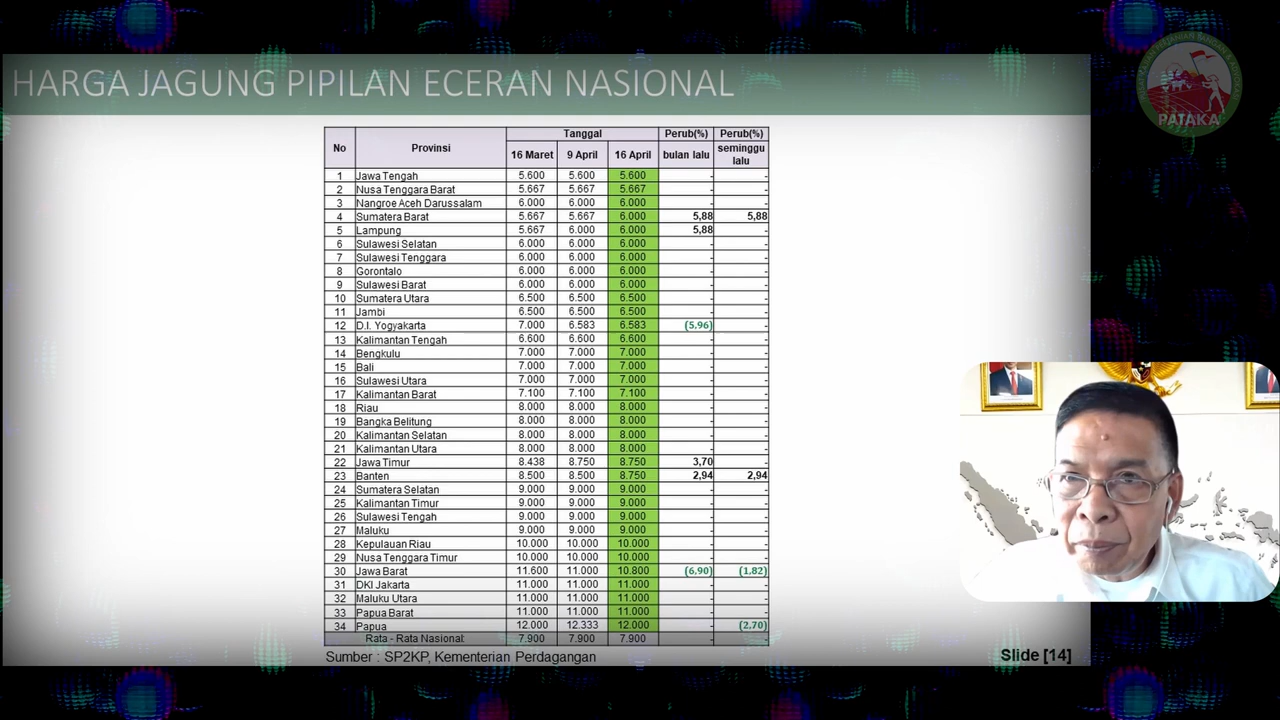 HARGA JAGUNG PIPILAN ECERAN NASIONAL
PATAKA
No Provinsi Tanggal Perub(%) Perub(%)
16 Maret 9 April 16 April bulan lalu seminggu lalu
1 Jawa Tengah 5.600 5.600 5.600 - -
2 Nusa Tenggara Barat 5.667 5.667 5.667 - -
3 Nangroe Aceh Darussalam 6.000 6.000 6.000 - -
4 Sumatera Barat 5.667 5.667 6.000 5,88 5,88
5 Lampung 5.667 6.000 6.000 5,88 -
6 Sulawesi Selatan 6.000 6.000 6.000 - -
7 Sulawesi Tenggara 6.000 6.000 6.000 - -
8 Gorontalo 6.000 6.000 6.000 - -
9 Sulawesi Barat 6.000 6.000 6.000 - -
10 Sumatera Utara 6.500 6.500 6.500 - -
11 Jambi 6.500 6.500 6.500 - -
12 D.I. Yogyakarta 7.000 6.583 6.583 (5,96) -
13 Kalimantan Tengah 6.600 6.600 6.600 - -
14 Bengkulu 7.000 7.000 7.000 - -
15 Bali 7.000 7.000 7.000 - -
16 Sulawesi Utara 7.000 7.000 7.000 - -
17 Kalimantan Barat 7.100 7.100 7.100 - -
18 Riau 8.000 8.000 8.000 - -
19 Bangka Belitung 8.000 8.000 8.000 - -
20 Kalimantan Selatan 8.000 8.000 8.000 - -
21 Kalimantan Utara 8.000 8.000 8.000 - -
22 Jawa Timur 8.438 8.750 8.750 3,70 -
23 Banten 8.500 8.500 8.750 2,94 2,94
24 Sumatera Selatan 9.000 9.000 9.000 - -
25 Kalimantan Timur 9.000 9.000 9.000 - -
26 Sulawesi Tengah 9.000 9.000 9.000 - -
27 Maluku 9.000 9.000 9.000 - -
28 Kepulauan Riau 10.000 10.000 10.000 - -
29 Nusa Tenggara Timur 10.000 10.000 10.000 - -
30 Jawa Barat 11.600 11.000 10.800 (6,90) (1,82)
31 DKI Jakarta 11.000 11.000 11.000 - -
32 Maluku Utara 11.000 11.000 11.000 - -
33 Papua Barat 11.000 11.000 11.000 - -
34 Papua 12.000 12.333 12.000 - (2,70)
Rata - Rata Nasional 7.900 7.900 7.900 - -
Sumber : SP2KP, Kementerian Perdagangan
Slide [14]